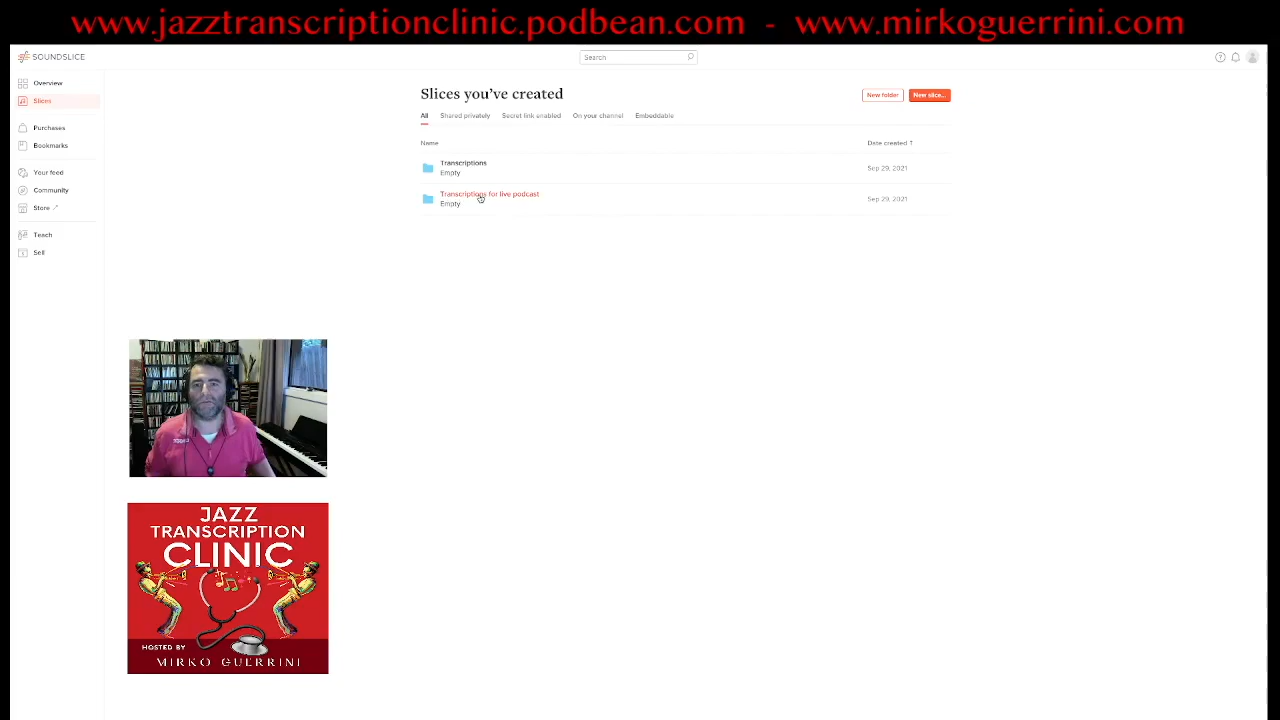 www.jazztranscriptionclinic.podbean.com - www.mirkoguerrini.com
SOUNDSLICE
Search
Overview
Slices
Purchases
Bookmarks
Your feed
Community
Store
Teach
Sell
Slices you've created
New folder
New slice...
All Shared privately Secret link enabled On your channel Embeddable
Name Date created ↑
Transcriptions
Empty
Sep 29, 2021
Transcriptions for live podcast
Empty
Sep 29, 2021
JAZZ
TRANSCRIPTION
CLINIC
HOSTED BY
MIRKO GUERRINI